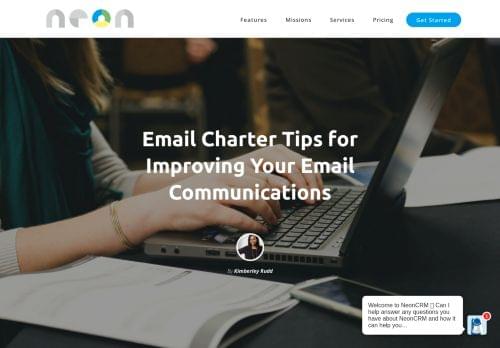 neon
Features
Missions
Services
Pricing
Get Started
Email Charter Tips for
Improving Your Email
Communications
By Kimberley Rudd
Welcome to NeonCRM ▯ Can I
help answer any questions you
have about NeonCRM and how it
can help you...
1